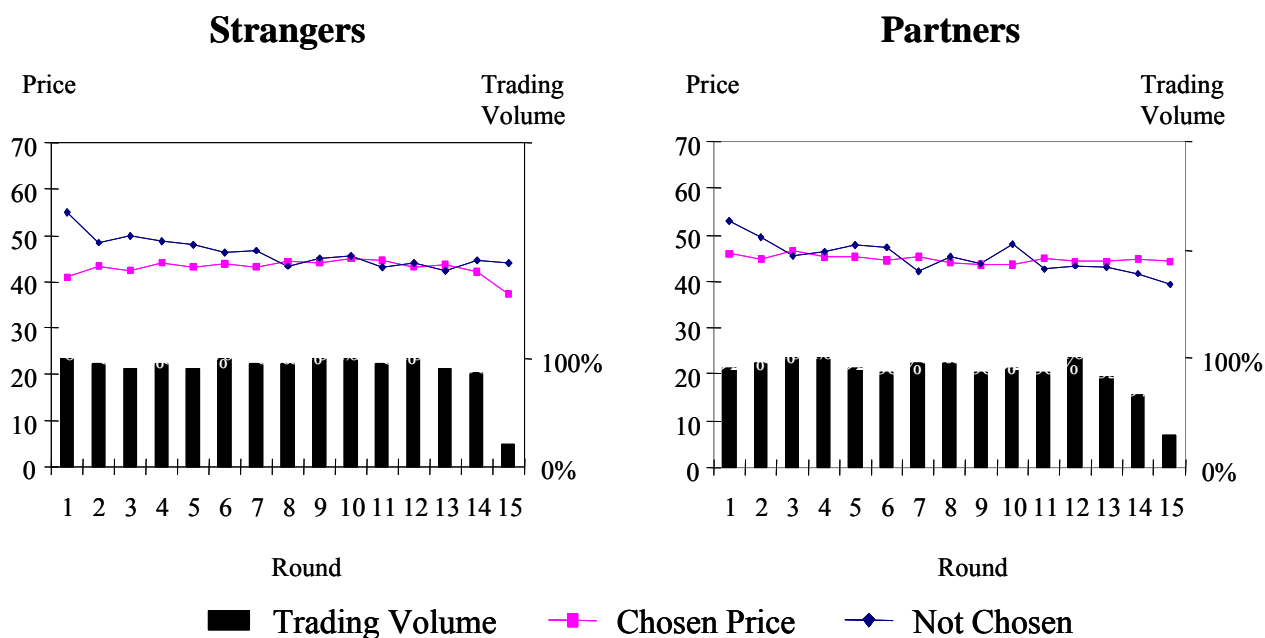 Strangers
Partners
Price
Trading
Volume
Price
Trading
Volume
70
60
50
40
30
20
10
0
100%
0%
1 2 3 4 5 6 7 8 9 10 11 12 13 14 15
Round
70
60
50
40
30
20
10
0
100%
0%
1 2 3 4 5 6 7 8 9 10 11 12 13 14 15
Round
Trading Volume
Chosen Price
Not Chosen